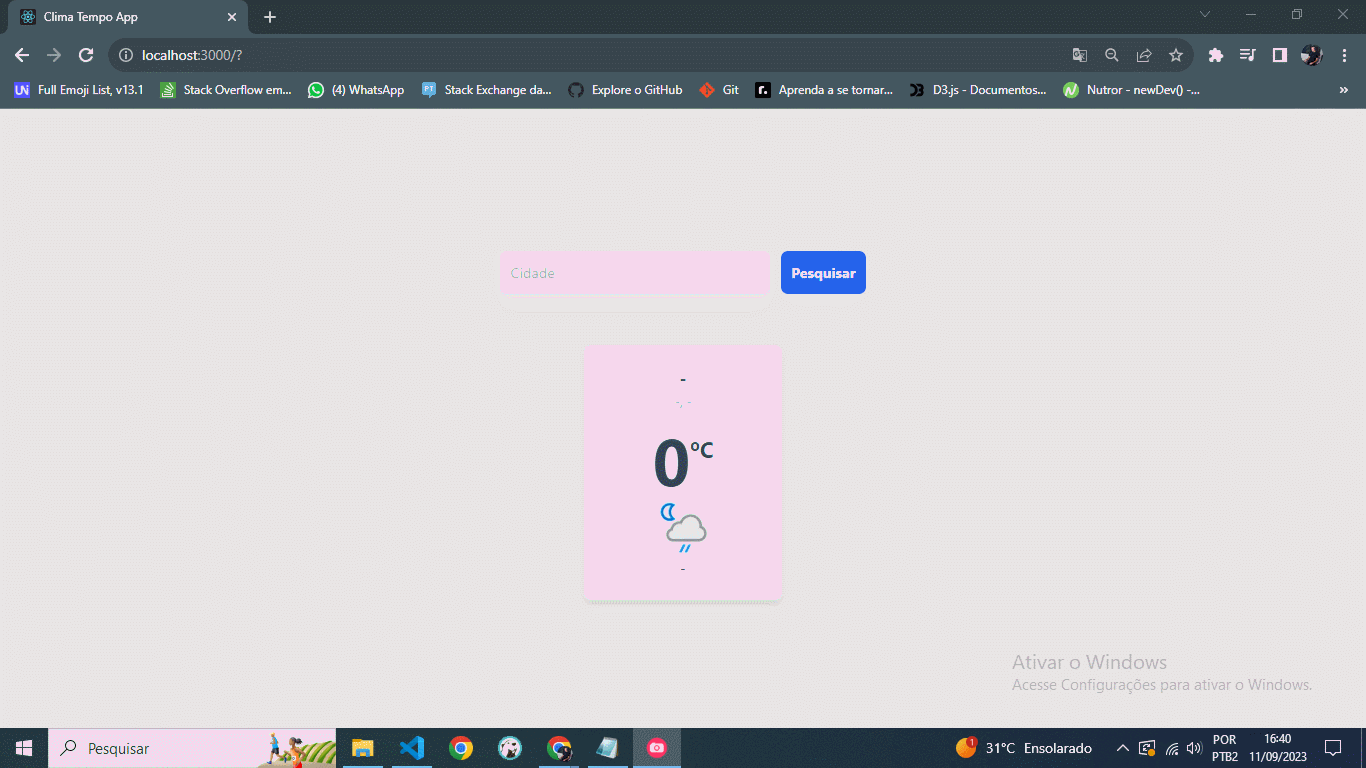 Clima Tempo App
localhost:3000/?
UN Full Emoji List, v13.1 Stack Overflow em... (4) WhatsApp PT Stack Exchange da... Explore o GitHub Git r. Aprenda a se tornar... D3.js - Documentos... N Nutror - newDev() -... »
Cidade Pesquisar
-
-, -
0°C
-
Ativar o Windows
Acesse Configurações para ativar o Windows.
Pesquisar 1 31°C Ensolarado POR 16:40
PTB2 11/09/2023